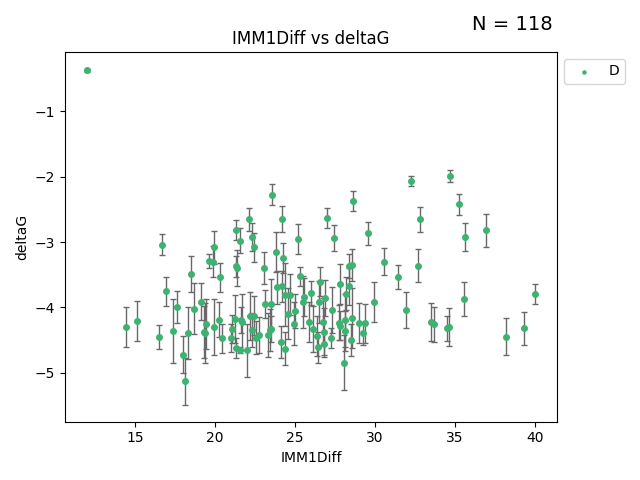 N = 118
IMM1Diff vs deltaG
D
−1
−2
−3
−4
−5
deltaG
15 20 25 30 35 40
IMM1Diff